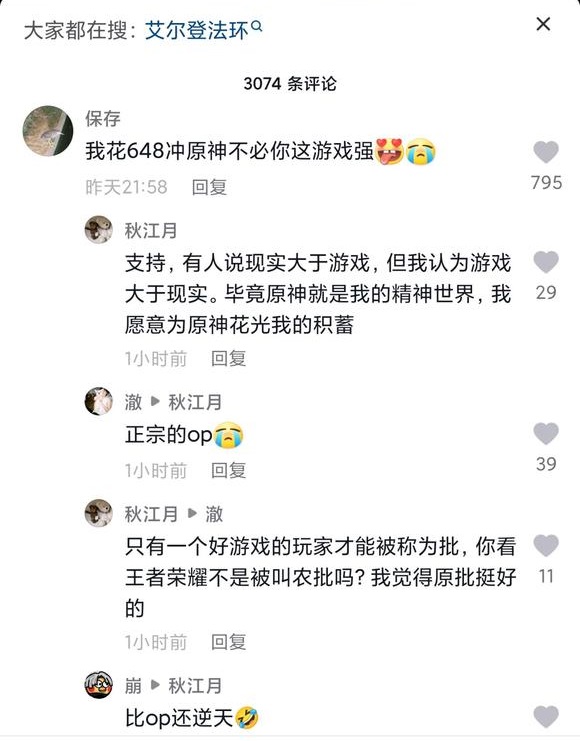 大家都在搜：艾尔登法环
3074 条评论
保存
我花648冲原神不必你这游戏强😍😭
昨天21:58 回复
795
秋江月
支持，有人说现实大于游戏，但我认为游戏
大于现实。毕竟原神就是我的精神世界，我
愿意为原神花光我的积蓄
29
1小时前 回复
澈 ▶ 秋江月
正宗的op😭
39
1小时前 回复
秋江月 ▶ 澈
只有一个好游戏的玩家才能被称为批，你看
王者荣耀不是被叫农批吗？我觉得原批挺好
的
11
1小时前 回复
崩 ▶ 秋江月
比op还逆天🤣